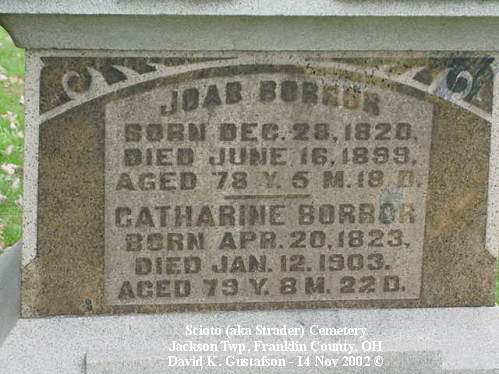 JOAB BORROR
BORN DEC. 28, 1820.
DIED JUNE 16, 1899.
AGED 78 Y. 5 M. 18 D.
CATHARINE BORROR
BORN APR. 20, 1823,
DIED JAN. 12. 1903.
AGED 79 Y. 8 M. 22 D.
Scioto (aka Strader) Cemetery
Jackson Twp, Franklin County, OH
David K. Gustafson - 14 Nov 2002 ©